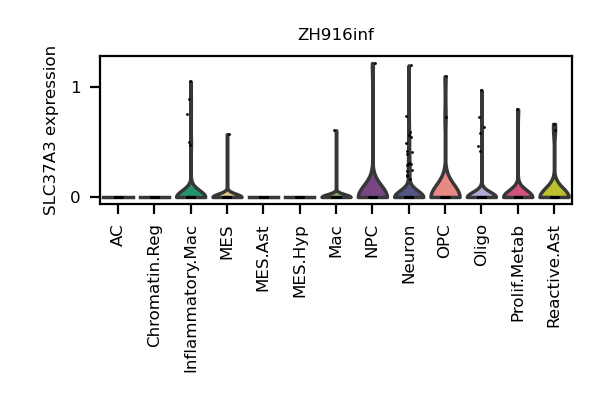 ZH916inf
SLC37A3 expression
1
0
AC
Chromatin.Reg
Inflammatory.Mac
MES
MES.Ast
MES.Hyp
Mac
NPC
Neuron
OPC
Oligo
Prolif.Metab
Reactive.Ast